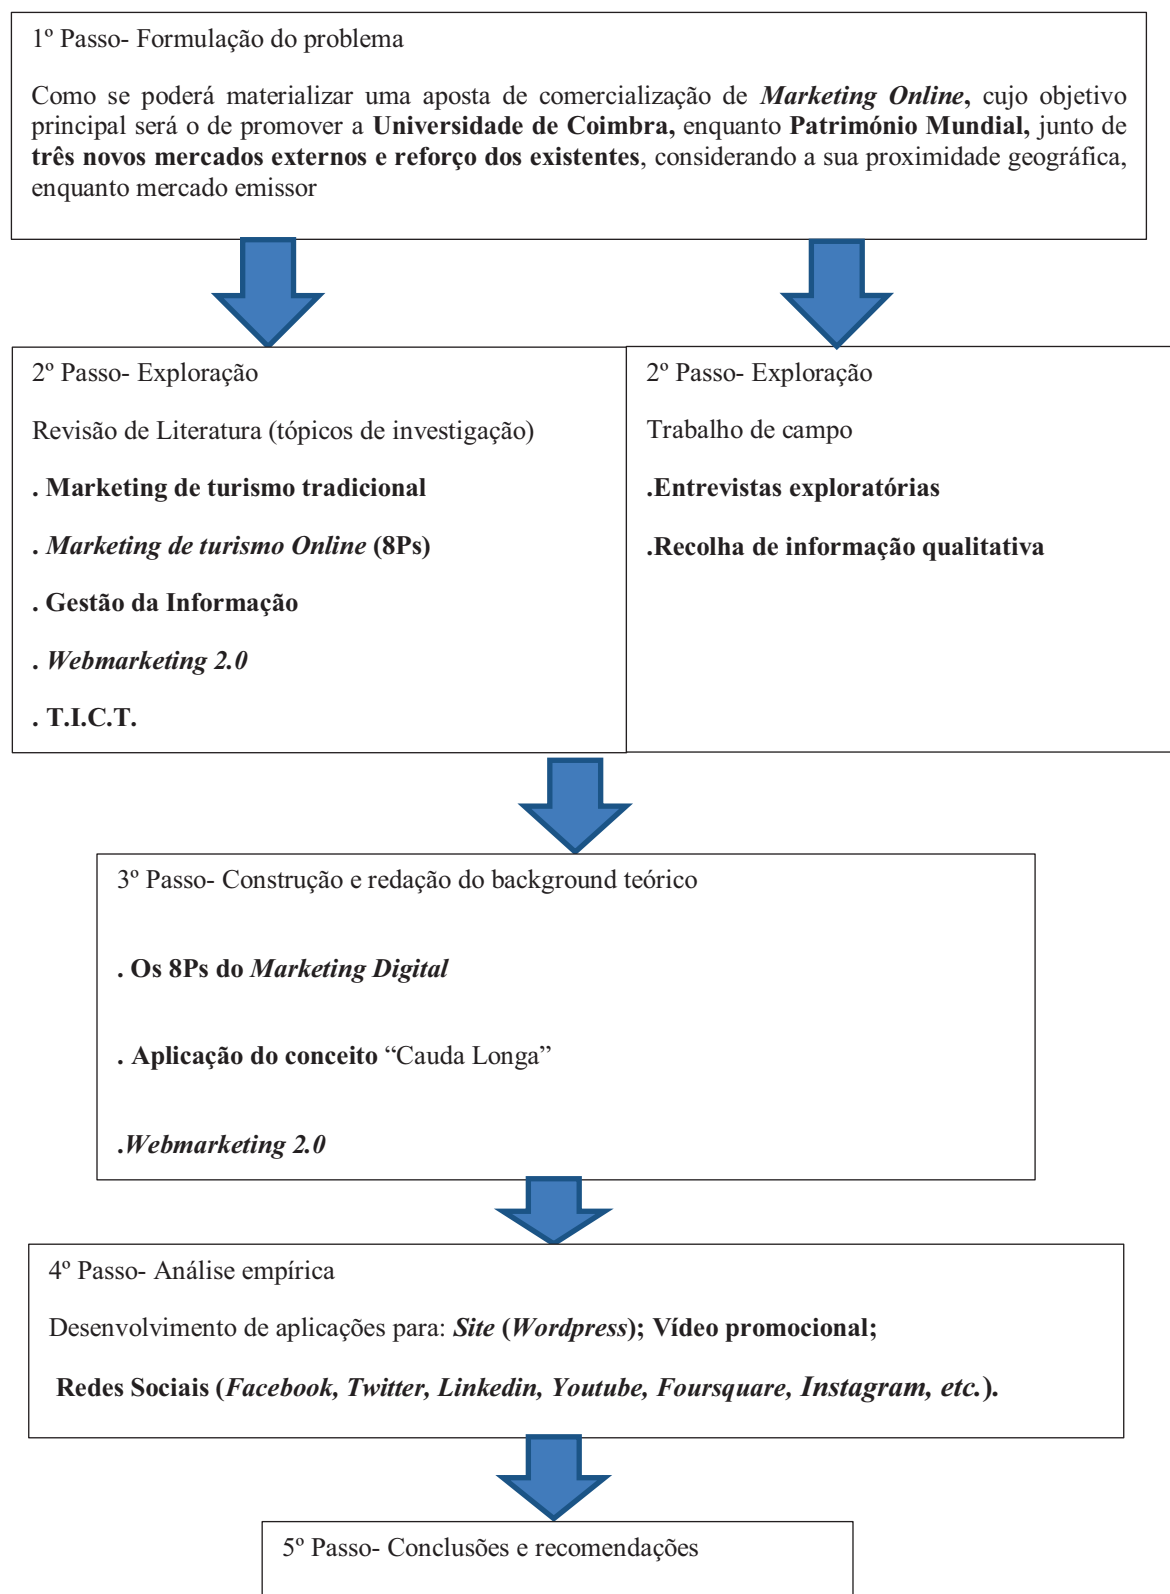 1º Passo- Formulação do problema
Como se poderá materializar uma aposta de comercialização de Marketing Online, cujo objetivo
principal será o de promover a Universidade de Coimbra, enquanto Património Mundial, junto de
três novos mercados externos e reforço dos existentes, considerando a sua proximidade geográfica,
enquanto mercado emissor
2º Passo- Exploração
Revisão de Literatura (tópicos de investigação)
. Marketing de turismo tradicional
. Marketing de turismo Online (8Ps)
. Gestão da Informação
. Webmarketing 2.0
. T.I.C.T.
2º Passo- Exploração
Trabalho de campo
.Entrevistas exploratórias
.Recolha de informação qualitativa
3º Passo- Construção e redação do background teórico
. Os 8Ps do Marketing Digital
. Aplicação do conceito “Cauda Longa”
.Webmarketing 2.0
4º Passo- Análise empírica
Desenvolvimento de aplicações para: Site (Wordpress); Vídeo promocional;
Redes Sociais (Facebook, Twitter, Linkedin, Youtube, Foursquare, Instagram, etc.).
5º Passo- Conclusões e recomendações